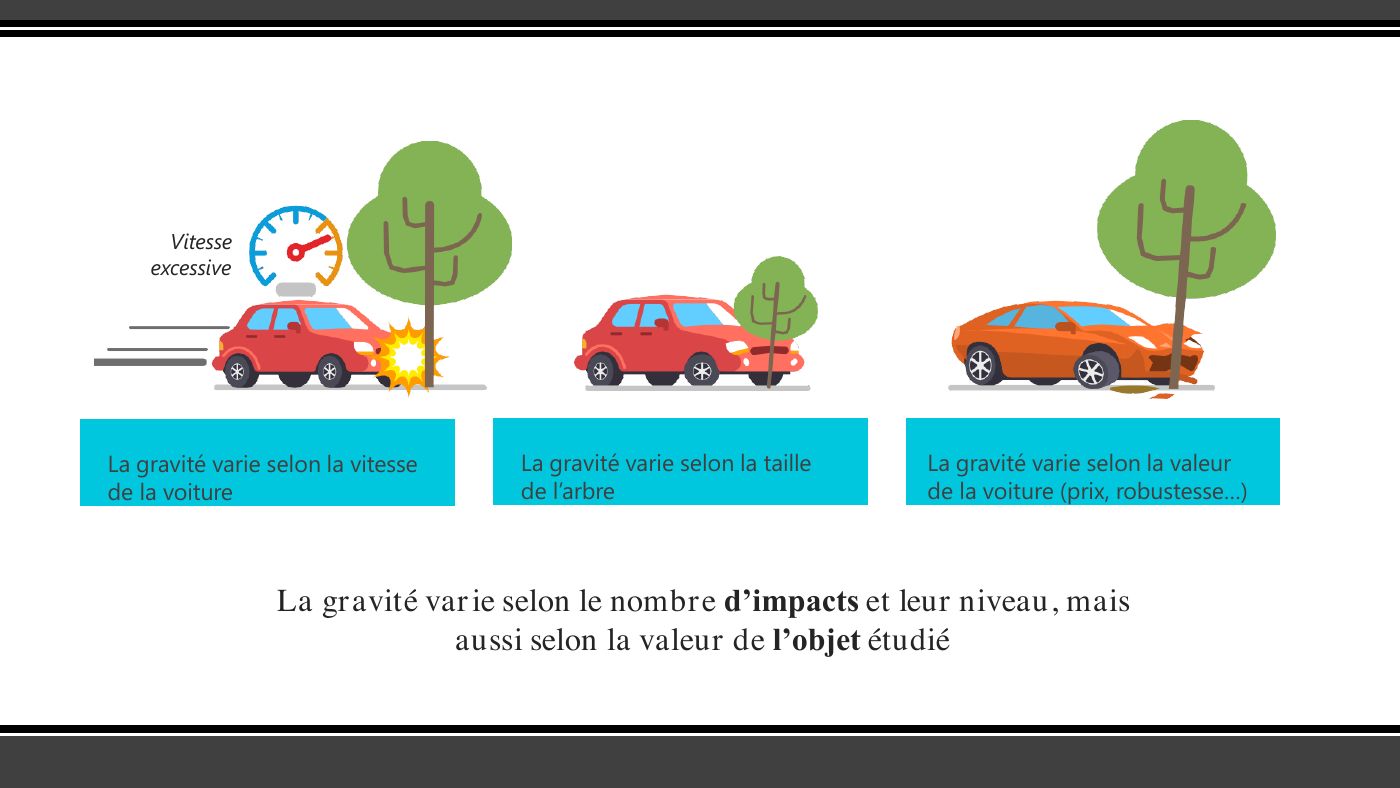 Vitesse
excessive
La gravité varie selon la vitesse
de la voiture
La gravité varie selon la taille
de l’arbre
La gravité varie selon la valeur
de la voiture (prix, robustesse…)
La gravité varie selon le nombre d’impacts et leur niveau, mais
aussi selon la valeur de l’objet étudié